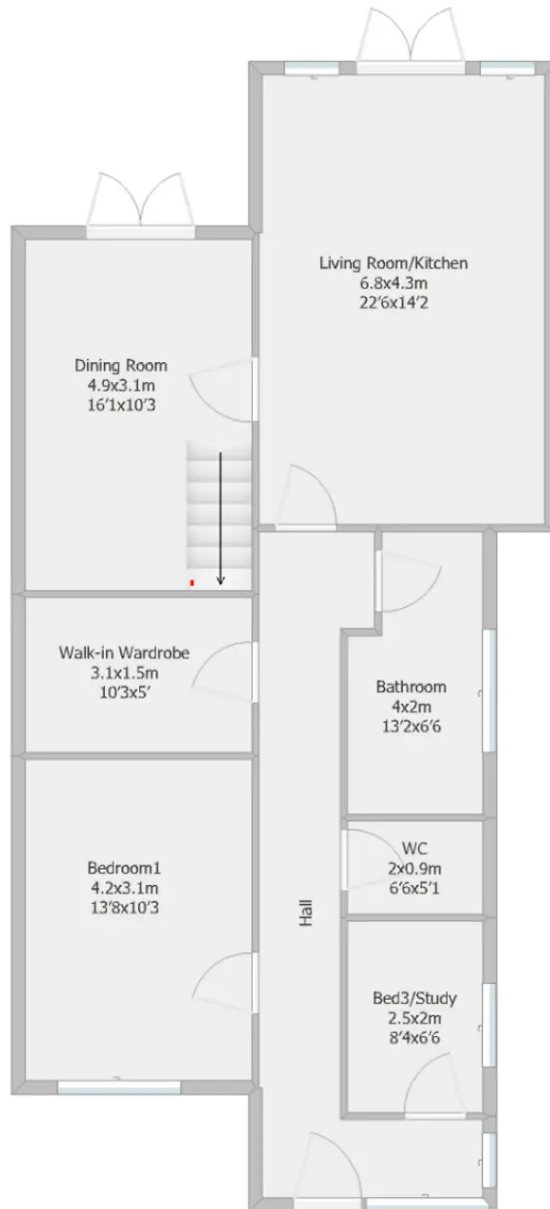 Living Room/Kitchen
6.8x4.3m
22'6x14'2
Dining Room
4.9x3.1m
16'1x10'3
Walk-in Wardrobe
3.1x1.5m
10'3x5'
Bathroom
4x2m
13'2x6'6
Bedroom1
4.2x3.1m
13'8x10'3
WC
2x0.9m
6'6x5'1
Hall
Bed3/Study
2.5x2m
8'4x6'6